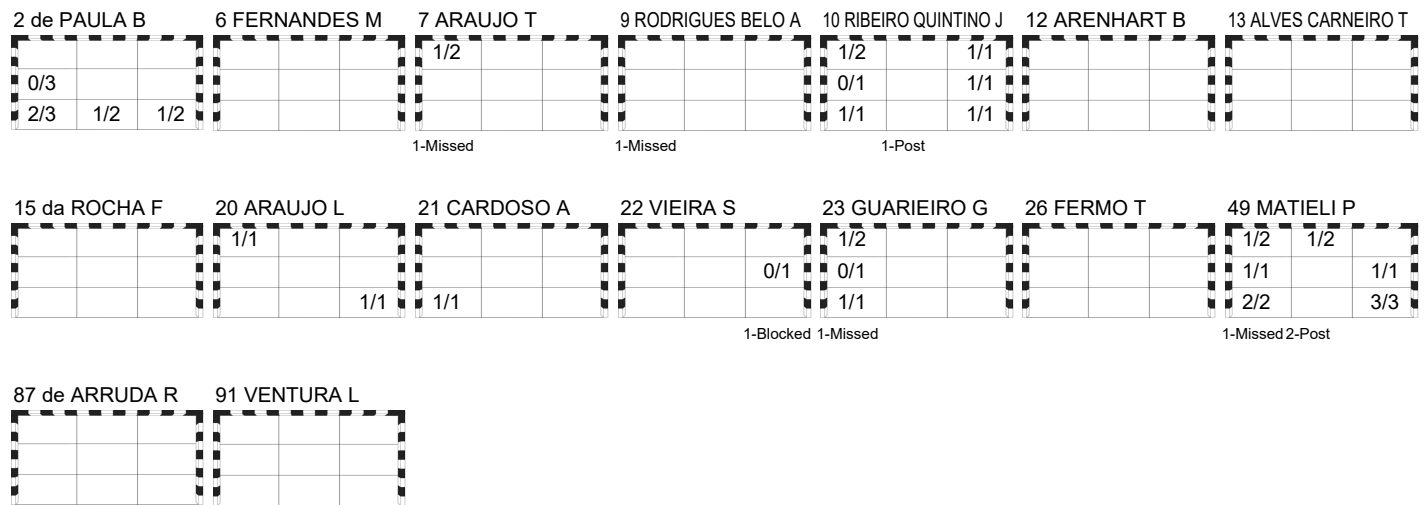 2 de PAULA B 6 FERNANDES M 7 ARAUJO T 9 RODRIGUES BELO A 10 RIBEIRO QUINTINO J 12 ARENHART B 13 ALVES CARNEIRO T
1/2 1/2 1/1
0/3 0/1 1/1
2/3 1/2 1/2 1/1 1/1
1-Missed 1-Missed 1-Post
15 da ROCHA F 20 ARAUJO L 21 CARDOSO A 22 VIEIRA S 23 GUARIEIRO G 26 FERMO T 49 MATIELI P
1/1 1/2 1/2 1/2
0/1 0/1 1/1 1/1
1/1 1/1 1/1 2/2 3/3
1-Blocked 1-Missed 1-Missed 2-Post
87 de ARRUDA R 91 VENTURA L